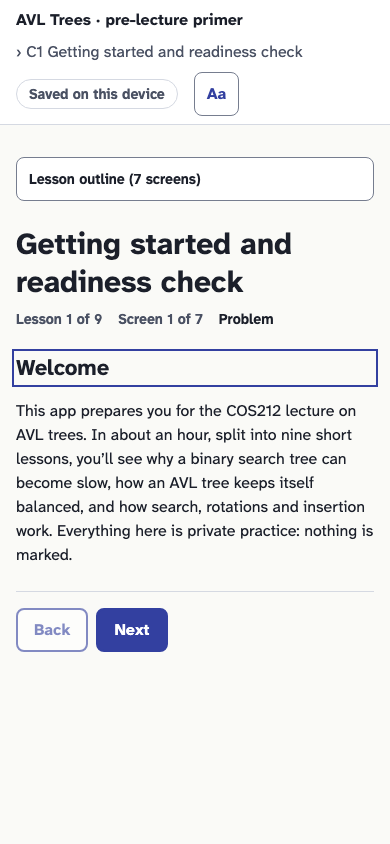 AVL Trees · pre-lecture primer
› C1 Getting started and readiness check
Saved on this device
Aa
Lesson outline (7 screens)
Getting started and
readiness check
Lesson 1 of 9 Screen 1 of 7 Problem
Welcome
This app prepares you for the COS212 lecture on
AVL trees. In about an hour, split into nine short
lessons, you’ll see why a binary search tree can
become slow, how an AVL tree keeps itself
balanced, and how search, rotations and insertion
work. Everything here is private practice: nothing is
marked.
Back
Next